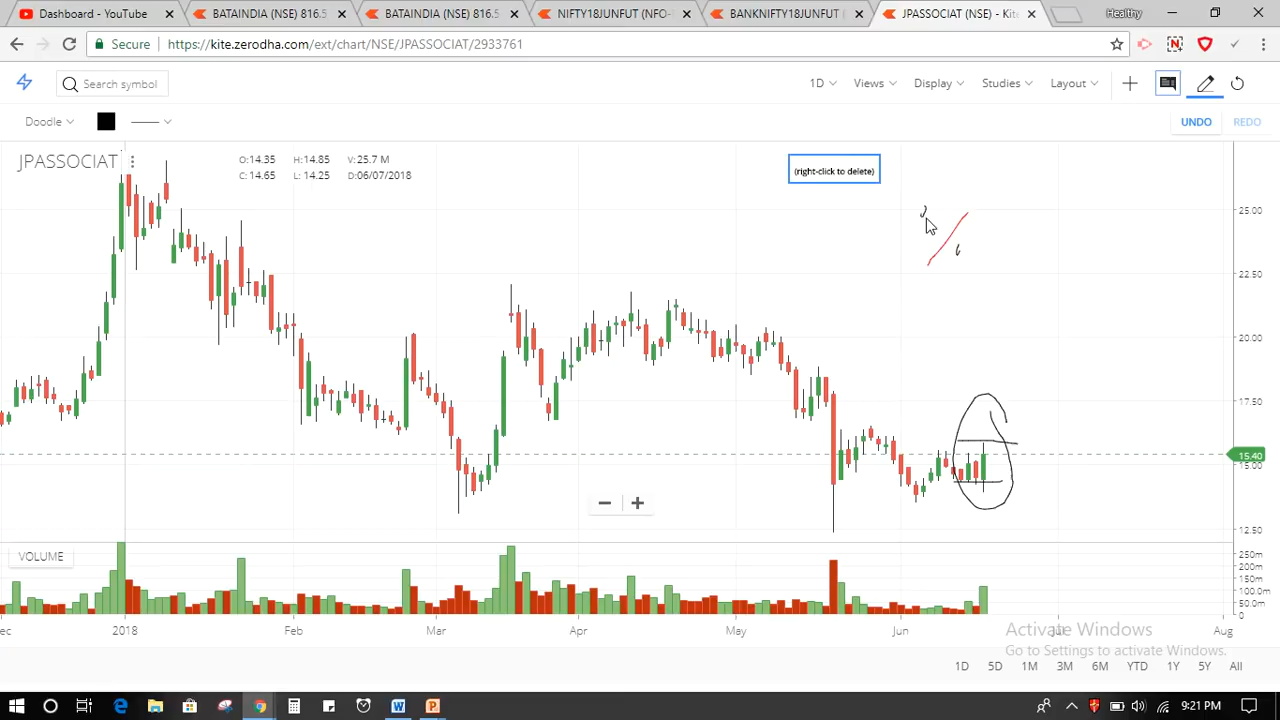 Dashboard - YouTube
BATAINDIA (NSE) 816.5
BATAINDIA (NSE) 816.5
NIFTY18JUNFUT (NFO-
BANKNIFTY18JUNFUT (
JPASSOCIAT (NSE) - Kite
Healthy
Secure https://kite.zerodha.com/ext/chart/NSE/JPASSOCIAT/2933761
Search symbol 1D Views Display Studies Layout
Doodle UNDO REDO
JPASSOCIAT
O:14.35 H:14.85 V:25.7 M
C:14.65 L: 14.25 D:06/07/2018
(right-click to delete)
25.00
22.50
20.00
17.50
15.40
15.00
12.50
VOLUME
250m
200m
150m
100.0m
50.0m
0
ec 2018 Feb Mar Apr May Jun Jul Aug
Activate Windows
Go to Settings to activate Windows.
1D 5D 1M 3M 6M YTD 1Y 5Y All
9:21 PM